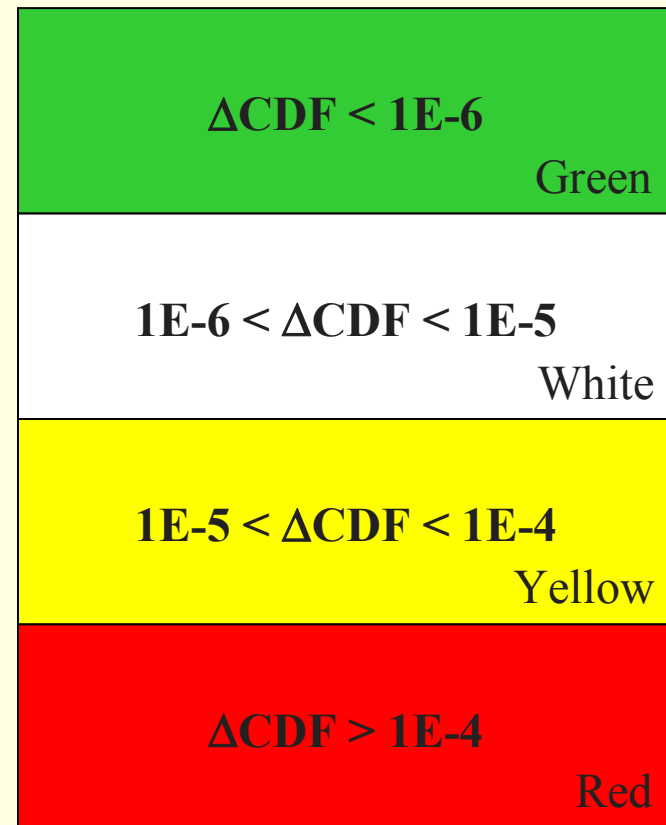 ΔCDF < 1E-6
Green
1E-6 < ΔCDF < 1E-5
White
1E-5 < ΔCDF < 1E-4
Yellow
ΔCDF > 1E-4
Red